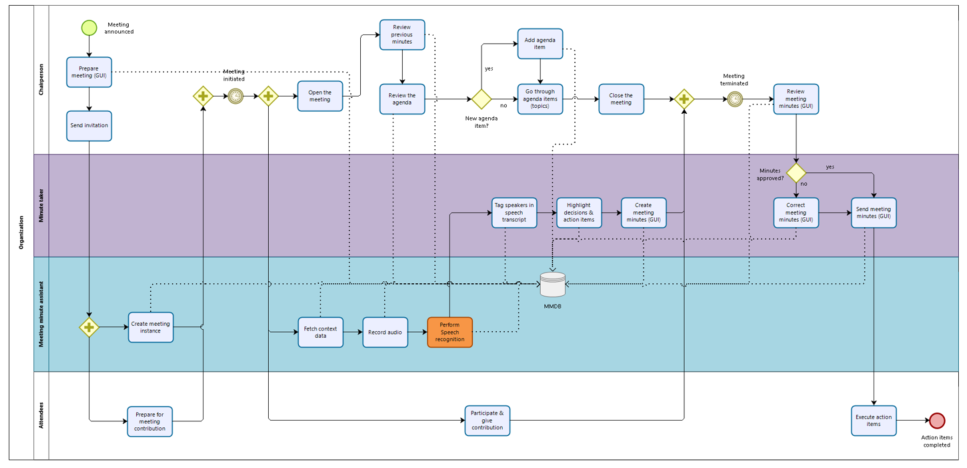 Organization
Chairperson
Meeting
announced
Prepare
meeting (GUI)
Send invitation
Meeting
initiated
Open the
meeting
Review
previous
minutes
Review the
agenda
yes
no
New agenda
item?
Add agenda
item
Go through
agenda items
(topics)
Close the
meeting
Meeting
terminated
Review
meeting
minutes (GUI)
Minute taker
Tag speakers in
speech
transcript
Highlight
decisions &
action items
Create
meeting
minutes (GUI)
Minutes
approved?
yes
no
Correct
meeting
minutes (GUI)
Send meeting
minutes (GUI)
Meeting minute assistant
Create meeting
instance
Fetch context
data
Record audio
Perform
Speech
recognition
MMDB
Attendees
Prepare for
meeting
contribution
Participate &
give
contribution
Execute action
items
Action items
completed